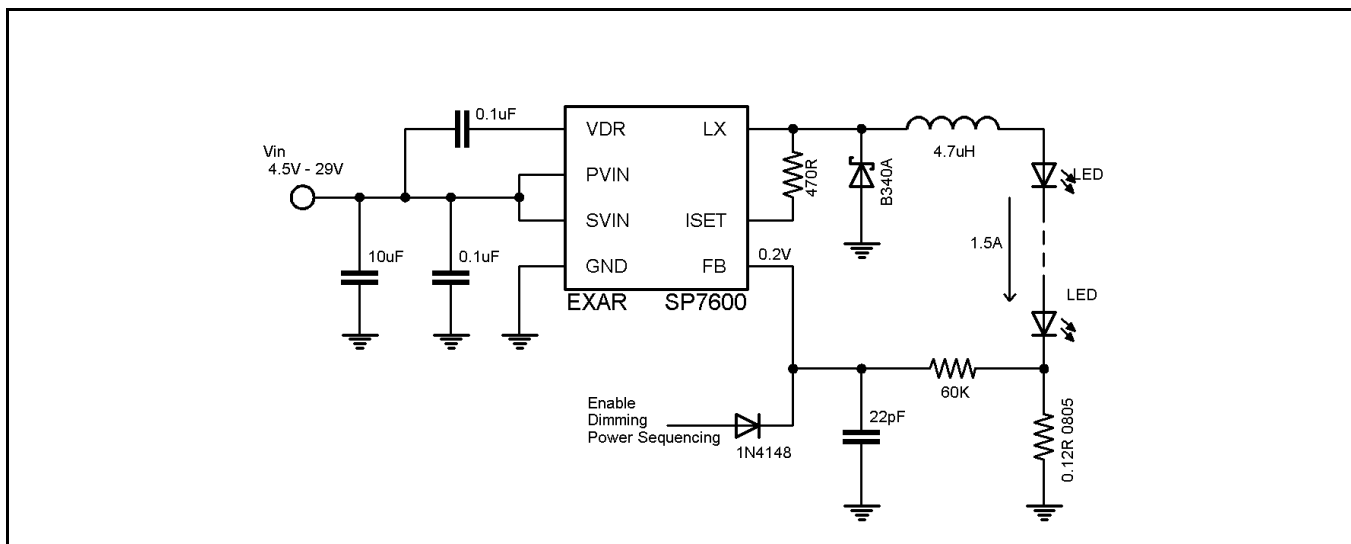 0.1uF
Vin
4.5V - 29V
VDR
LX
PVIN
SVIN
ISET
GND
FB
0.2V
EXAR
SP7600
10uF
0.1uF
470R
B340A
4.7uH
LED
1.5A
LED
60K
22pF
0.12R 0805
Enable
Dimming
Power Sequencing
1N4148